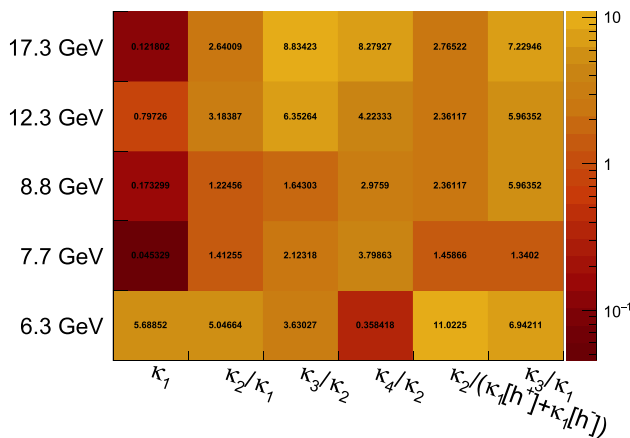 17.3 GeV 0.121802 2.64009 8.83423 8.27927 2.76522 7.22946
12.3 GeV 0.79726 3.18387 6.35264 4.22333 2.36117 5.96352
8.8 GeV 0.173299 1.22456 1.64303 2.9759 2.36117 5.96352
7.7 GeV 0.045329 1.41255 2.12318 3.79863 1.45866 1.3402
6.3 GeV 5.68852 5.04664 3.63027 0.358418 11.0225 6.94211
κ₁ κ₂/κ₁ κ₃/κ₂ κ₄/κ₂ κ₂/(κ₁[h⁺]+κ₁[h⁻]) κ₃/κ₁
10
1
10⁻¹